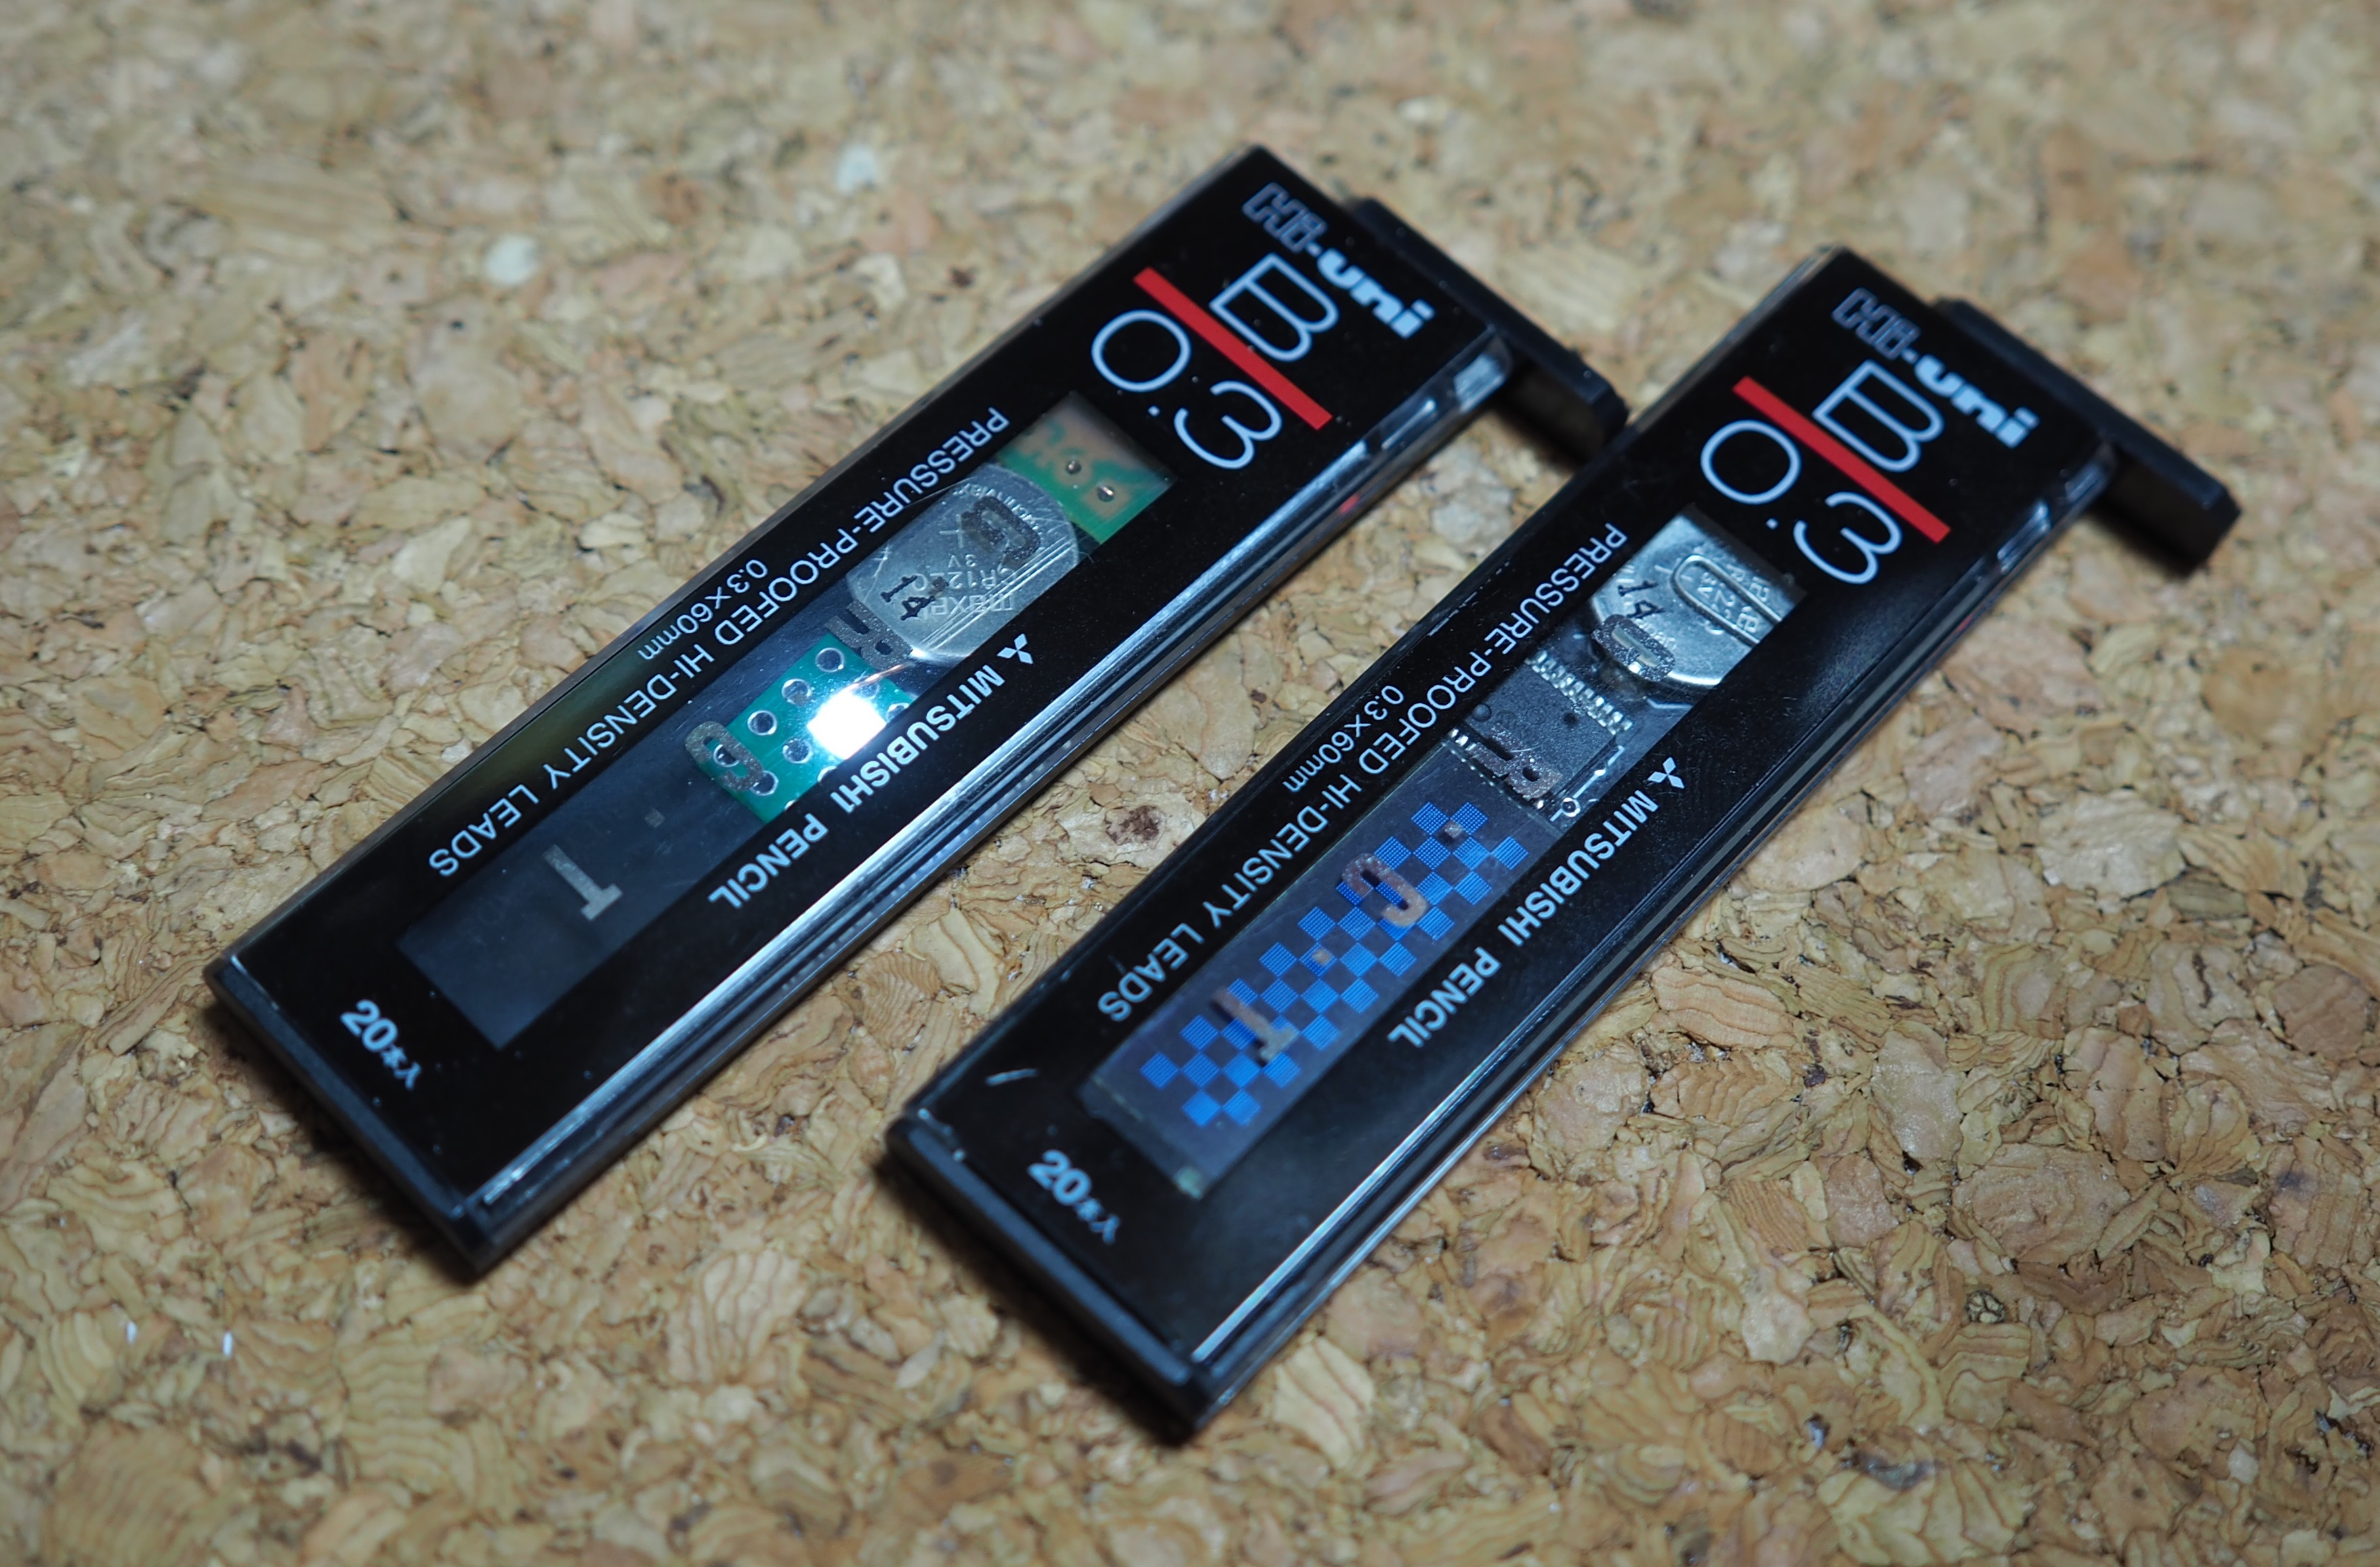 Hi-uni
B
0.3
PRESSURE-PROOFED HI-DENSITY LEADS
0.3×60mm
MITSUBISHI PENCIL
20本入
14
3V
Hi-uni
B
0.3
PRESSURE-PROOFED HI-DENSITY LEADS
0.3×60mm
MITSUBISHI PENCIL
20本入
14